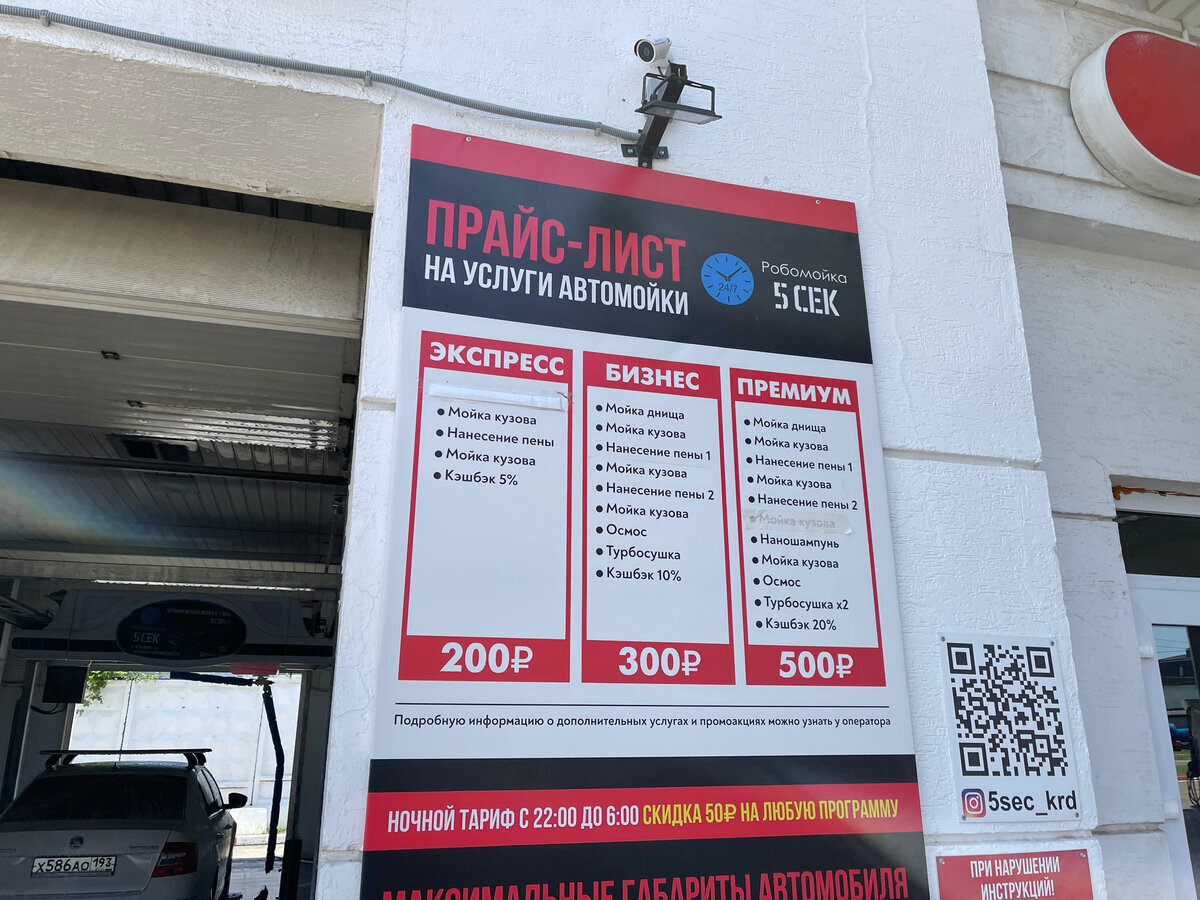 ПРАЙС-ЛИСТ
НА УСЛУГИ АВТОМОЙКИ
24/7
Робомойка
5 СЕК
ЭКСПРЕСС
Мойка кузова
Нанесение пены
Мойка кузова
Кэшбэк 5%
200₽
БИЗНЕС
Мойка днища
Мойка кузова
Нанесение пены 1
Мойка кузова
Нанесение пены 2
Мойка кузова
Осмос
Турбосушка
Кэшбэк 10%
300₽
ПРЕМИУМ
Мойка днища
Мойка кузова
Нанесение пены 1
Мойка кузова
Нанесение пены 2
Мойка кузова
Наношампунь
Мойка кузова
Осмос
Турбосушка х2
Кэшбэк 20%
500₽
Подробную информацию о дополнительных услугах и промоакциях можно узнать у оператора
НОЧНОЙ ТАРИФ С 22:00 ДО 6:00 СКИДКА 50₽ НА ЛЮБУЮ ПРОГРАММУ
МАКСИМАЛЬНЫЕ ГАБАРИТЫ АВТОМОБИЛЯ
5sec_krd
ПРИ НАРУШЕНИИ
ИНСТРУКЦИЙ!
5 СЕК
Х586АО 193